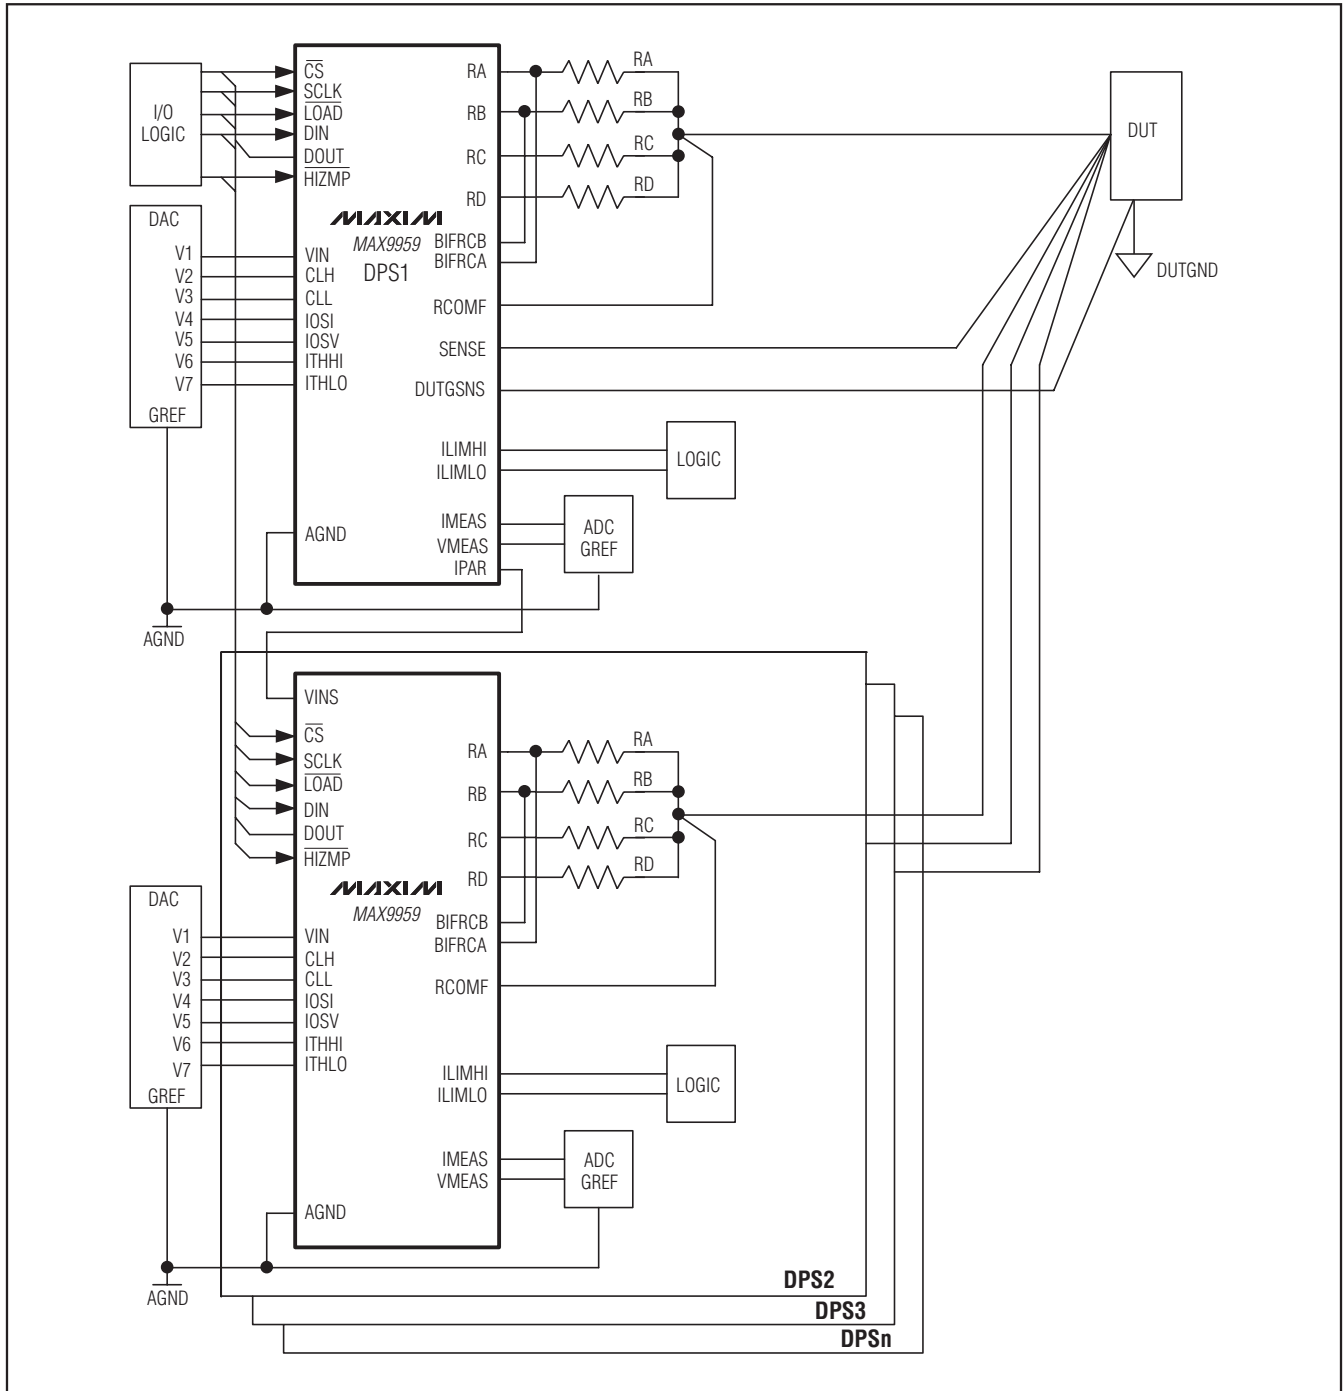 I/O
LOGIC
CS
SCLK
LOAD
DIN
DOUT
HIZMP
MAXIM
MAX9959
DPS1
RA
RB
RC
RD
BIFRCB
BIFRCA
RCOMF
SENSE
DUTGSNS
ILIMHI
ILIMLO
IMEAS
VMEAS
IPAR
RA
RB
RC
RD
DUT
DUTGND
DAC
V1
V2
V3
V4
V5
V6
V7
GREF
VIN
CLH
CLL
IOSI
IOSV
ITHHI
ITHLO
AGND
LOGIC
ADC
GREF
AGND
VINS
CS
SCLK
LOAD
DIN
DOUT
HIZMP
MAXIM
MAX9959
RA
RB
RC
RD
BIFRCB
BIFRCA
RCOMF
ILIMHI
ILIMLO
IMEAS
VMEAS
RA
RB
RC
RD
DAC
V1
V2
V3
V4
V5
V6
V7
GREF
VIN
CLH
CLL
IOSI
IOSV
ITHHI
ITHLO
AGND
LOGIC
ADC
GREF
AGND
DPS2
DPS3
DPSn